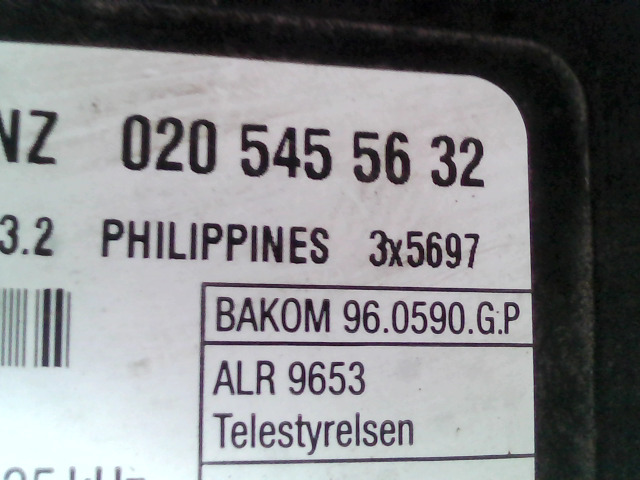 NZ 020 545 56 32
3.2 PHILIPPINES 3x5697
BAKOM 96.0590.G.P
ALR 9653
Telestyrelsen